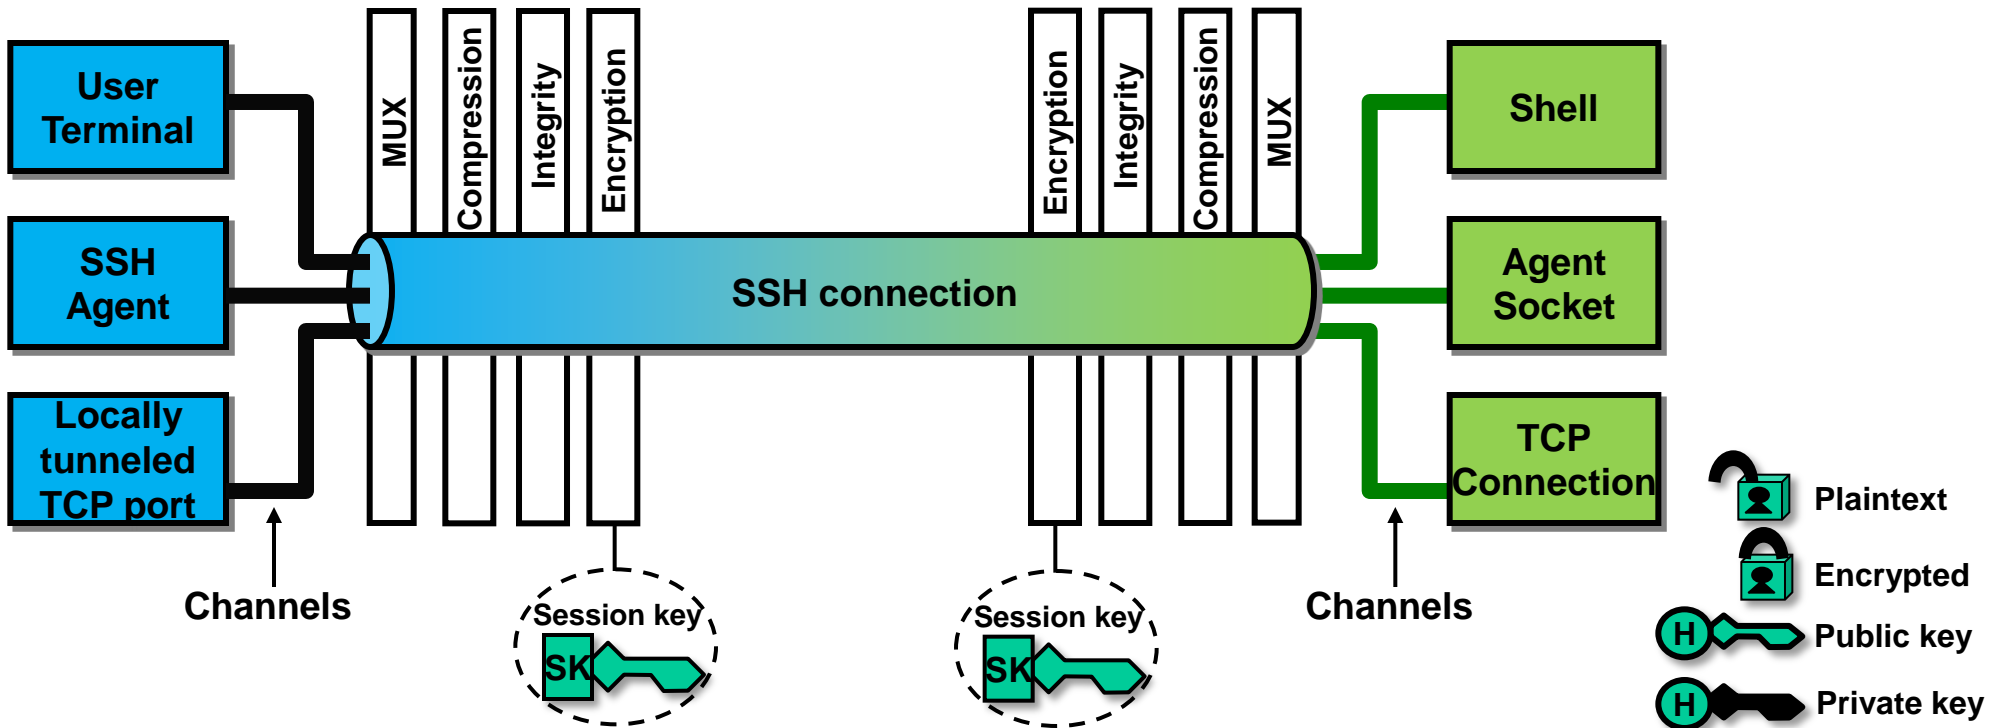 User
Terminal
SSH
Agent
Locally
tunneled
TCP port
Channels
MUX
Compression
Integrity
Encryption
SSH connection
Session key
SK
Encryption
Integrity
Compression
MUX
Session key
SK
Shell
Agent
Socket
TCP
Connection
Channels
Plaintext
Encrypted
H
Public key
H
Private key